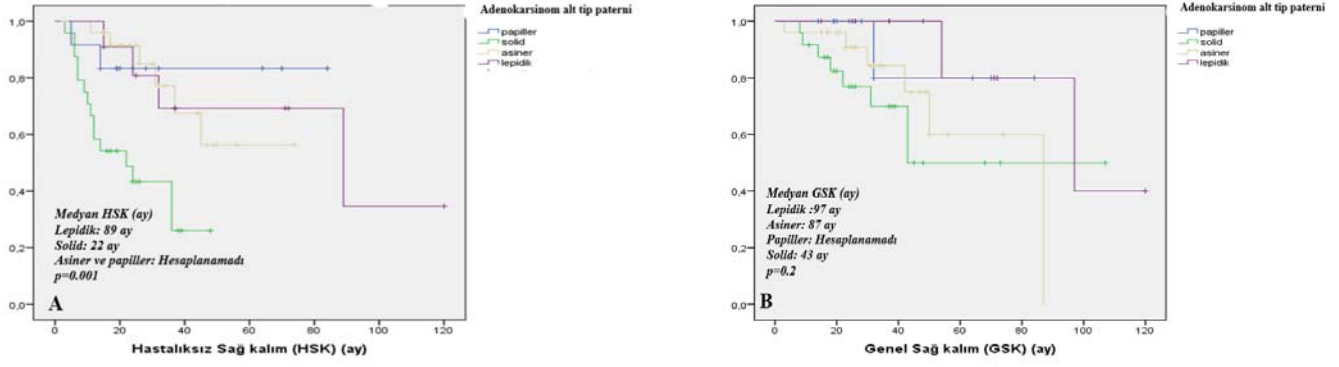 Adenokarsinom alt tip paterni
papiller
solid
asiner
lepidik
1,0
0,8
0,6
0,4
0,2
0,0
Medyan HSK (ay)
Lepidik: 89 ay
Solid: 22 ay
Asiner ve papiller: Hesaplanamadı
p=0.001
A
0 20 40 60 80 100 120
Hastalıksız Sağ kalım (HSK) (ay)
Adenokarsinom alt tip paterni
papiller
solid
asiner
lepidik
1,0
0,8
0,6
0,4
0,2
0,0
Medyan GSK (ay)
Lepidik :97 ay
Asiner: 87 ay
Papiller: Hesaplanamadı
Solid: 43 ay
p=0.2
B
0 20 40 60 80 100 120
Genel Sağ kalım (GSK) (ay)